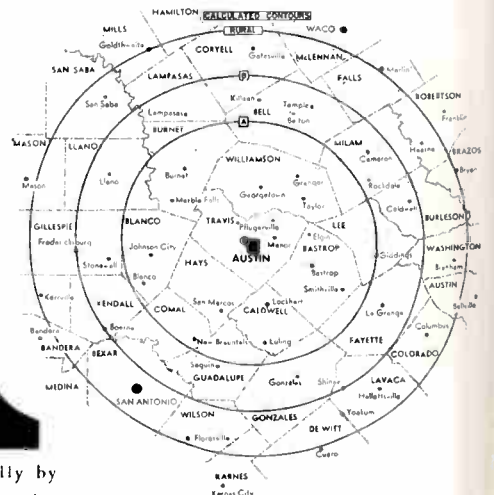 HAMILTON
CALCULATED CONTOURS
MILLS
RURAL
WACO
Goldthwaite
CORYELL
Gatesville
McLENNAN
SAN SABA
LAMPASAS
B
FALLS
Marlin
San Saba
Killeen
Temple
ROBERTSON
Lampasas
BELL
Belton
Franklin
BURNET
A
MASON
LLANO
MILAM
Hearne
BRAZOS
WILLIAMSON
Cameron
Bryan
Mason
Llano
Burnet
Granger
Georgetown
Rockdale
Marble Falls
Taylor
Caldwell
BURLESON
GILLESPIE
BLANCO
TRAVIS
Pflugerville
LEE
Fredericksburg
Johnson City
Manor
Elgin
BASTROP
WASHINGTON
Stonewall
HAYS
AUSTIN
Giddings
Brenham
Blanco
Bastrop
AUSTIN
Smithville
Kerrville
KENDALL
COMAL
San Marcos
Lockhart
La Grange
Bellville
CALDWELL
Columbus
Bandera
Boerne
New Braunfels
Luling
FAYETTE
BANDERA
BEXAR
COLORADO
Seguin
MEDINA
GUADALUPE
Gonzales
Shiner
LAVACA
SAN ANTONIO
Hallettsville
WILSON
GONZALES
Yoakum
DE WITT
Floresville
Cuero
lly by
KARNES
Karnes City